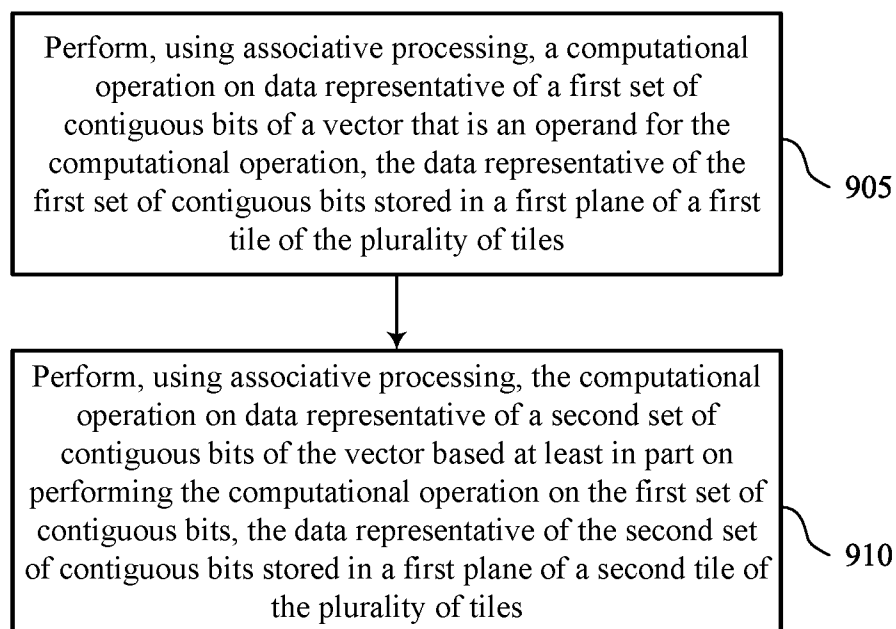 Perform, using associative processing, a computational
operation on data representative of a first set of
contiguous bits of a vector that is an operand for the
computational operation, the data representative of the
first set of contiguous bits stored in a first plane of a first
tile of the plurality of tiles
905
Perform, using associative processing, the computational
operation on data representative of a second set of
contiguous bits of the vector based at least in part on
performing the computational operation on the first set of
contiguous bits, the data representative of the second set
of contiguous bits stored in a first plane of a second tile of
the plurality of tiles
910